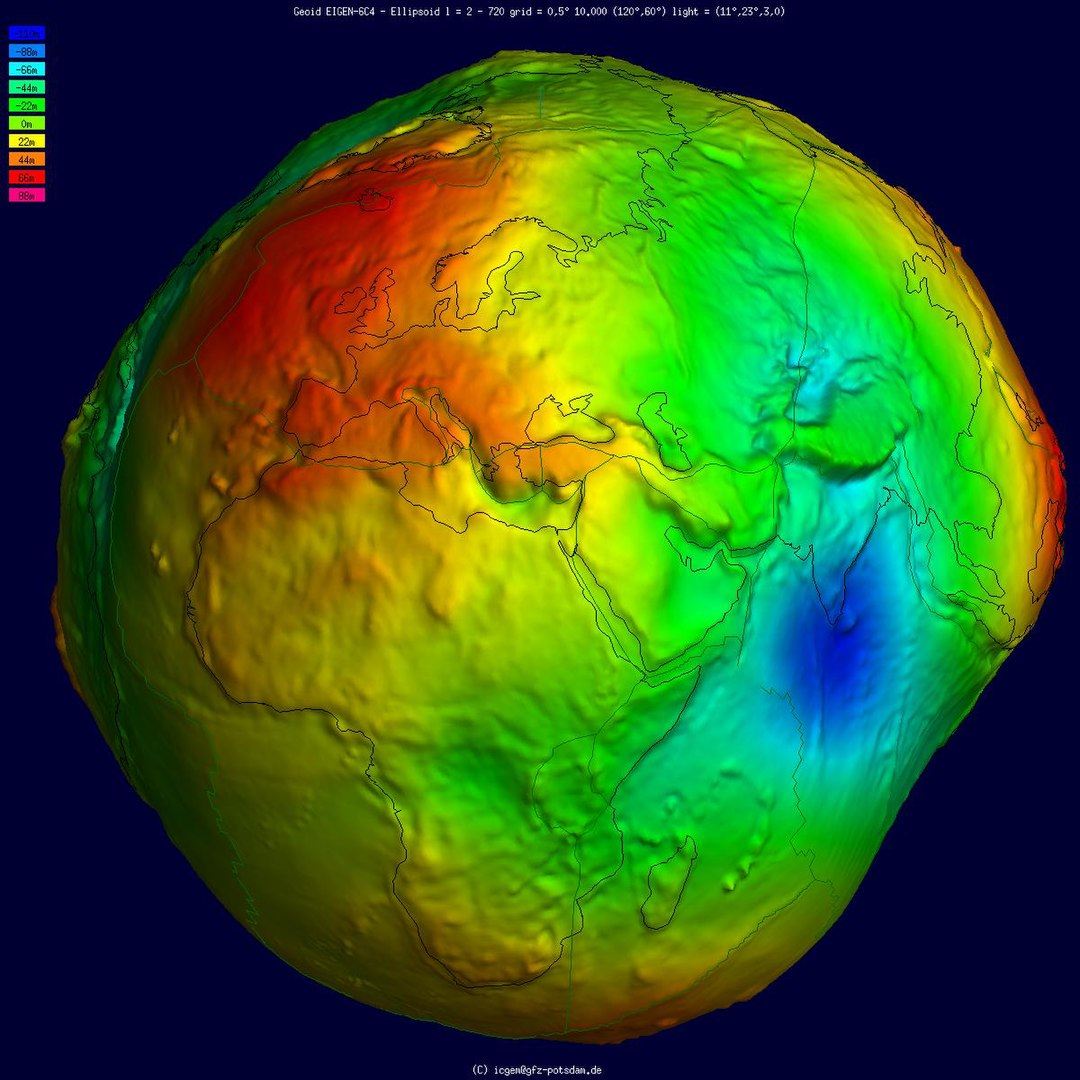 Geoid EIGEN-6C4 - Ellipsoid l = 2 - 720 grid = 0,5° 10.000 (120°,60°) light = (11°,23°,3,0)
-110m
-88m
-66m
-44m
-22m
0m
22m
44m
66m
88m
(C) icgem@gfz-potsdam.de